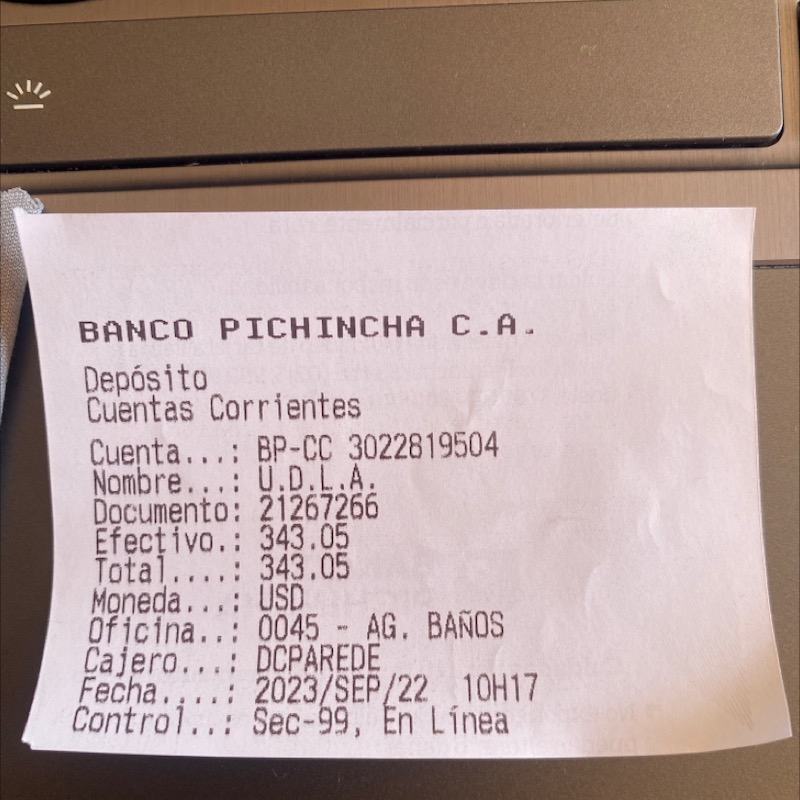 BANCO PICHINCHA C.A.
Depósito
Cuentas Corrientes
Cuenta...: BP-CC 3022819504
Nombre...: U.D.L.A.
Documento: 21267266
Efectivo.: 343.05
Total....: 343.05
Moneda...: USD
Oficina..: 0045 - AG. BAÑOS
Cajero...: DCPAREDE
Fecha....: 2023/SEP/22 10H17
Control..: Sec-99, En Línea